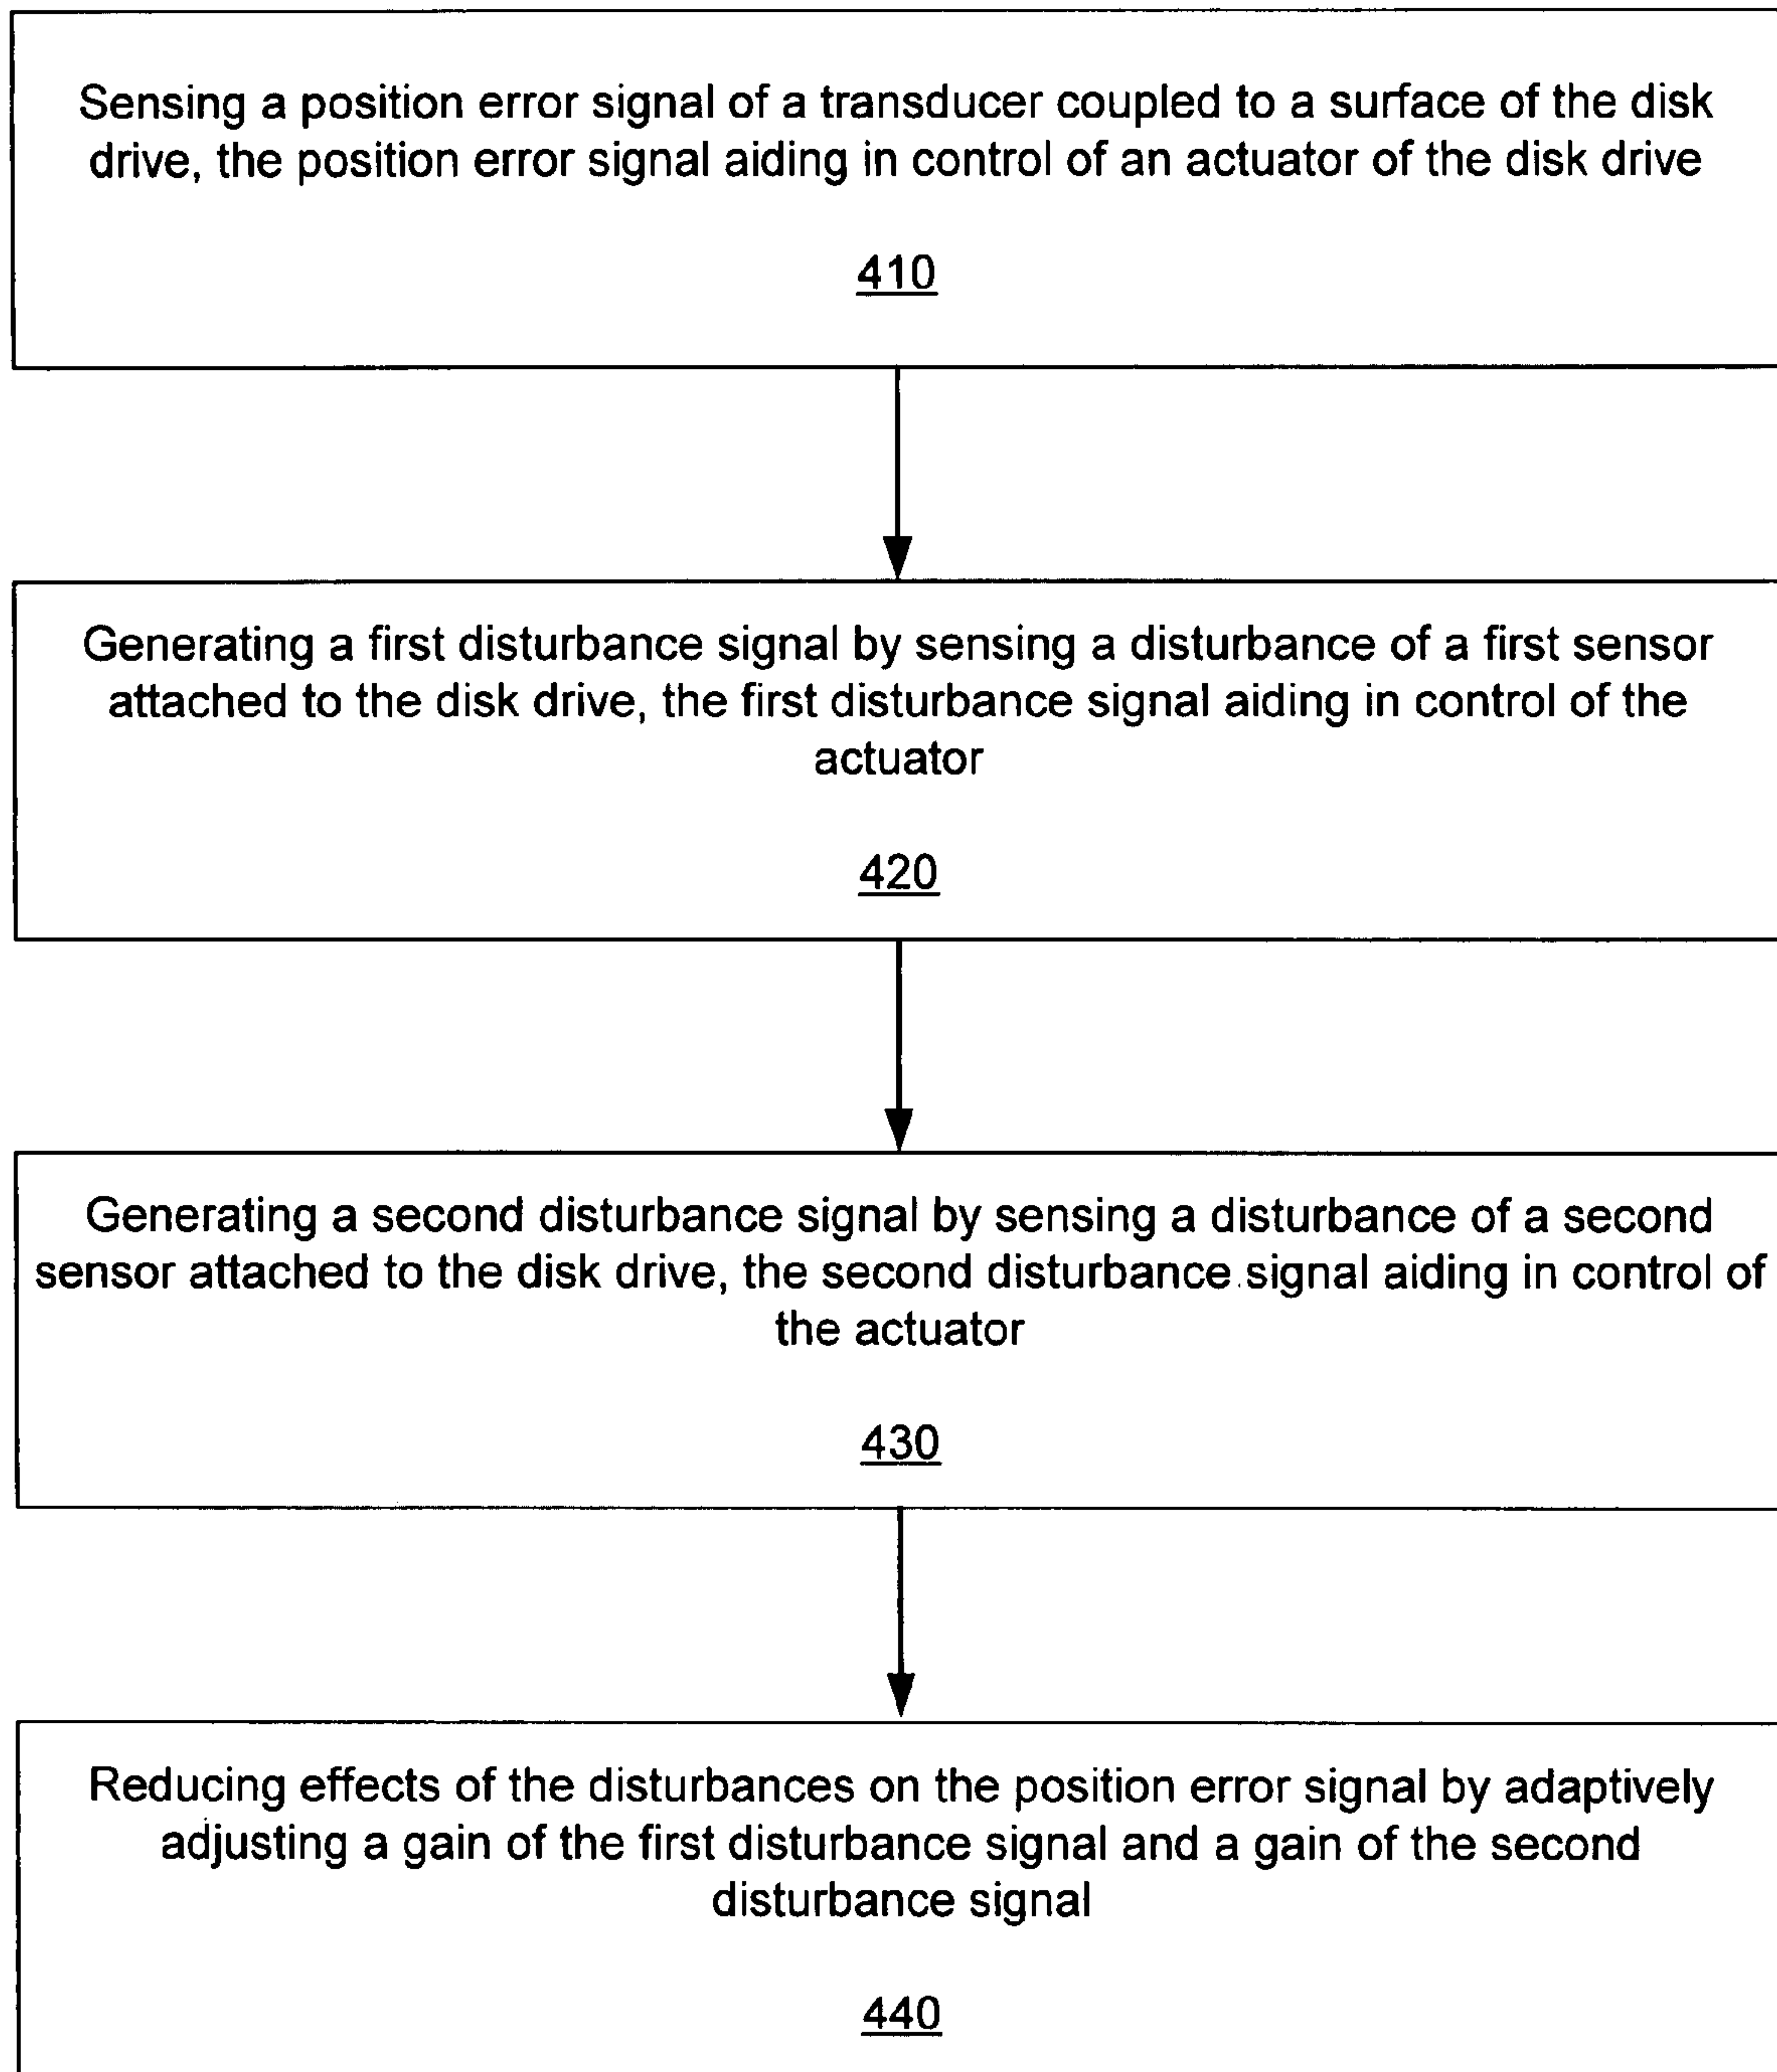 Sensing a position error signal of a transducer coupled to a surface of the disk
drive, the position error signal aiding in control of an actuator of the disk drive
410
Generating a first disturbance signal by sensing a disturbance of a first sensor
attached to the disk drive, the first disturbance signal aiding in control of the
actuator
420
Generating a second disturbance signal by sensing a disturbance of a second
sensor attached to the disk drive, the second disturbance signal aiding in control of
the actuator
430
Reducing effects of the disturbances on the position error signal by adaptively
adjusting a gain of the first disturbance signal and a gain of the second
disturbance signal
440